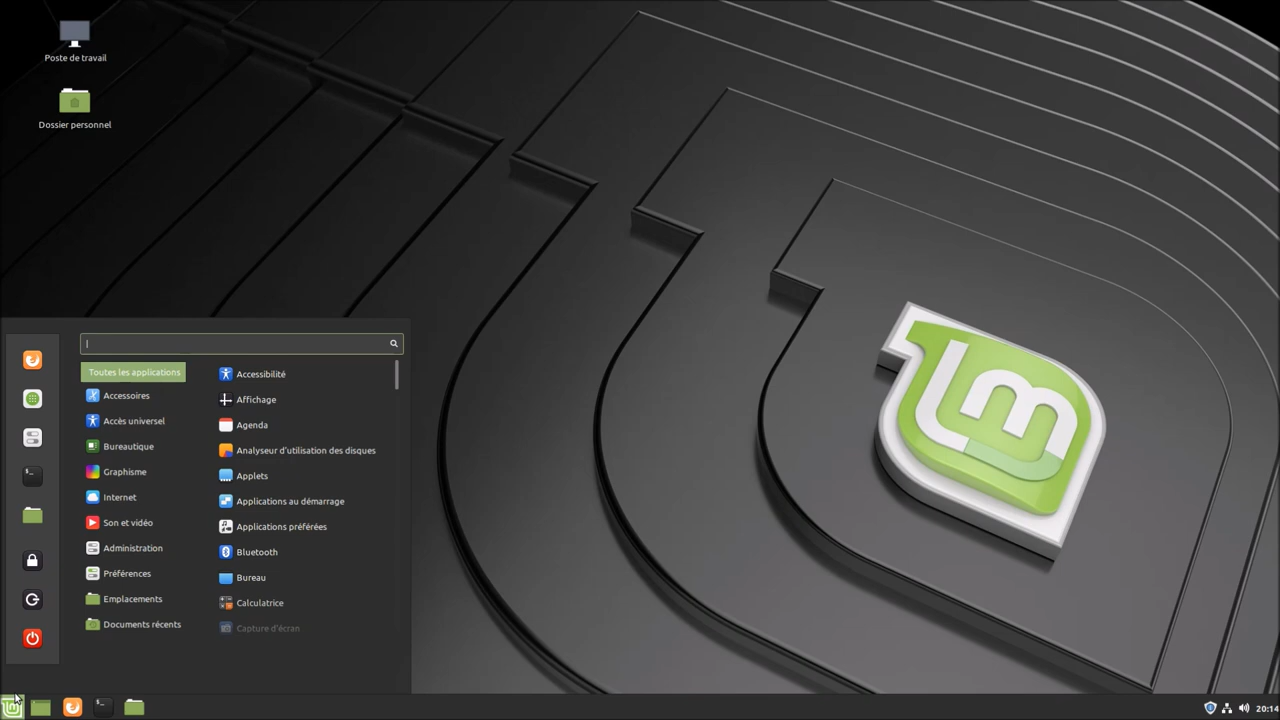 Poste de travail
Dossier personnel
Toutes les applications
Accessoires
Accès universel
Bureautique
Graphisme
Internet
Son et vidéo
Administration
Préférences
Emplacements
Documents récents
Accessibilité
Affichage
Agenda
Analyseur d'utilisation des disques
Applets
Applications au démarrage
Applications préférées
Bluetooth
Bureau
Calculatrice
Capture d'écran
lm
20:14